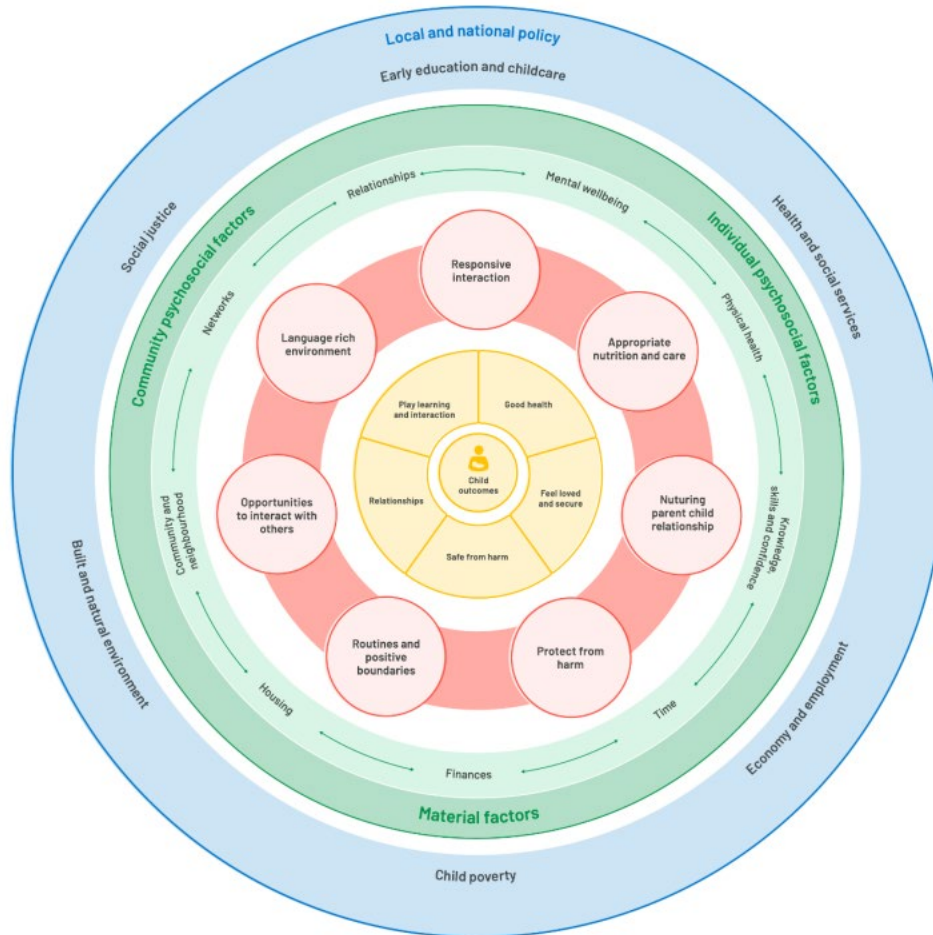 Local and national policy
Early education and childcare
Social justice
Health and social services
Built and natural environment
Economy and employment
Child poverty
Community psychosocial factors
Individual psychosocial factors
Material factors
Relationships
Mental wellbeing
Networks
Physical health
Community and
neighbourhood
Knowledge,
skills and confidence
Housing
Time
Finances
Responsive
interaction
Language rich
environment
Appropriate
nutrition and care
Opportunities
to interact with
others
Nuturing
parent child
relationship
Routines and
positive
boundaries
Protect from
harm
Play learning
and interaction
Good health
Relationships
Feel loved
and secure
Safe from harm
Child
outcomes